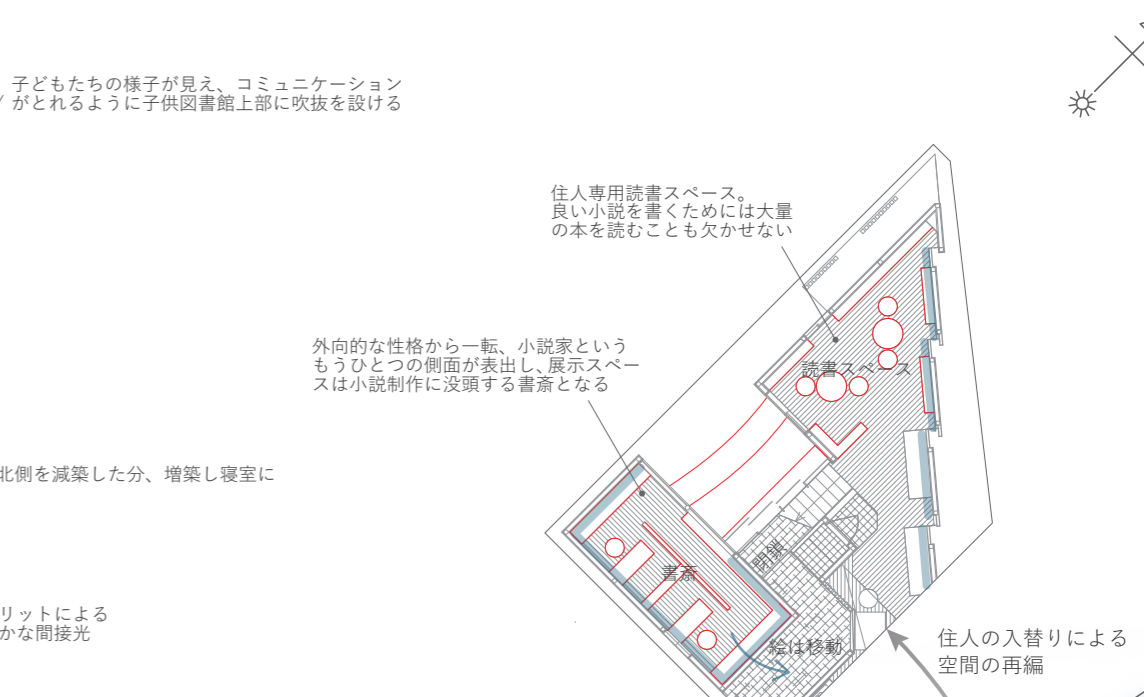 子どもたちの様子が見え、コミュニケーション
がとれるように子供図書館上部に吹抜を設ける
住人専用読書スペース。
良い小説を書くためには大量
の本を読むことも欠かせない
外向的な性格から一転、小説家という
もうひとつの側面が表出し、展示スペー
スは小説制作に没頭する書斎となる
読書スペース
北側を減築した分、増築し寝室に
閉鎖
書斎
リットによる
かな間接光
絵は移動
住人の入替りによる
空間の再編